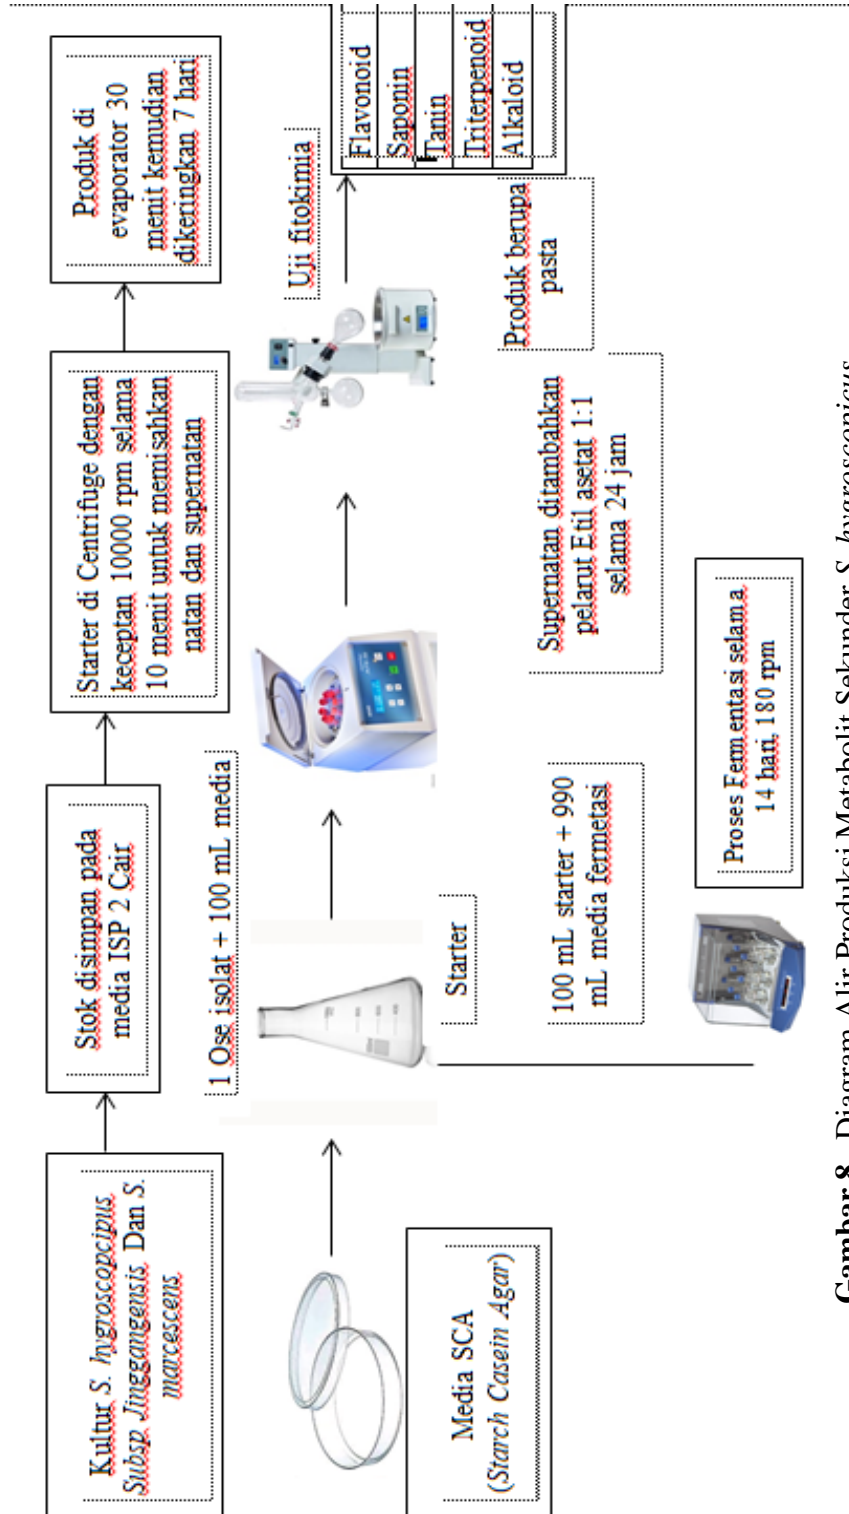 Kultur S. hygroscopcipus
Subsp Jinggangensis Dan S.
marcescens
Stok disimpan pada
media ISP 2 Cair
Starter di Centrifuge dengan
keceptan 10000 rpm selama
10 menit untuk memisahkan
natan dan supernatan
Produk di
evaporator 30
menit kemudian
dikeringkan 7 hari
1 Ose isolat + 100 mL media
Uji fitokimia
Flavonoid
Saponin
Tanin
Triterpenoid
Alkaloid
Media SCA
(Starch Casein Agar)
Starter
100 mL starter + 990
mL media fermetasi
Supernatan ditambahkan
pelarut Etil asetat 1:1
selama 24 jam
Produk berupa
pasta
Proses Fermentasi selama
14 hari, 180 rpm
Gambar 8. Diagram Alir Produksi Metabolit Sekunder S. hygroscopicus